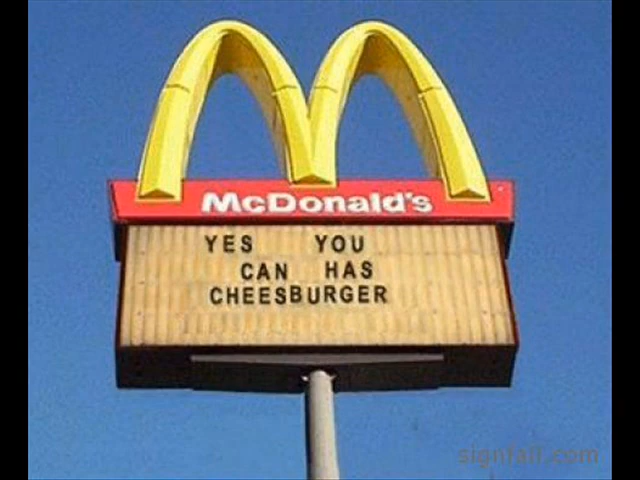 McDonald's
YES YOU
CAN HAS
CHEESBURGER
signfail.com